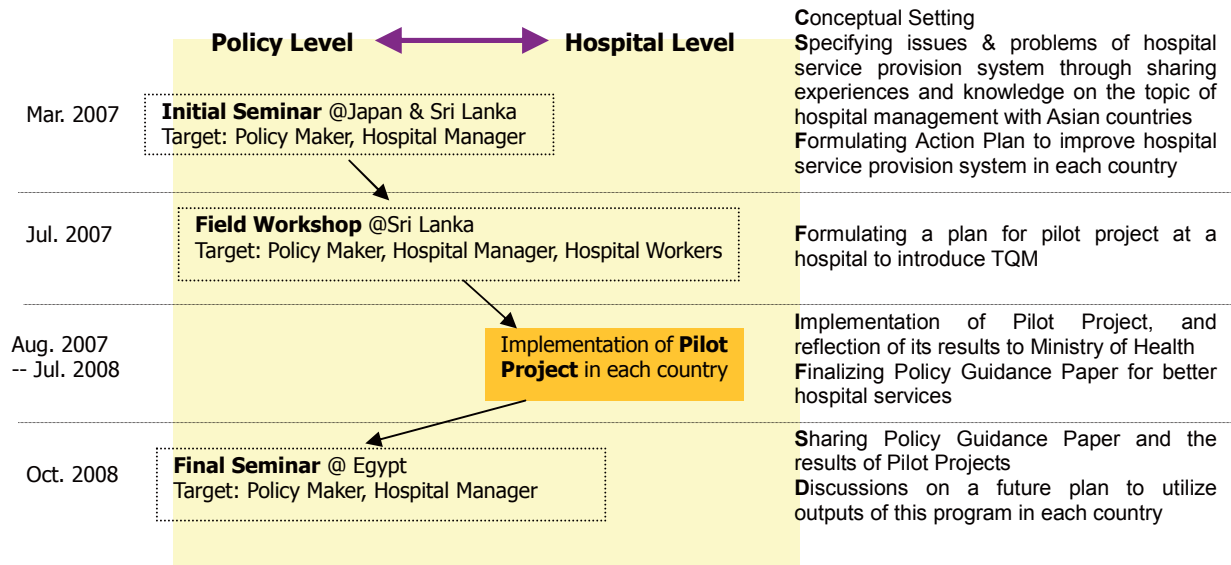 Policy Level
Hospital Level
Conceptual Setting
Specifying issues & problems of hospital
service provision system through sharing
experiences and knowledge on the topic of
hospital management with Asian countries
Formulating Action Plan to improve hospital
service provision system in each country
Mar. 2007
Initial Seminar @Japan & Sri Lanka
Target: Policy Maker, Hospital Manager
Jul. 2007
Field Workshop @Sri Lanka
Target: Policy Maker, Hospital Manager, Hospital Workers
Formulating a plan for pilot project at a
hospital to introduce TQM
Aug. 2007
-- Jul. 2008
Implementation of Pilot
Project in each country
Implementation of Pilot Project, and
reflection of its results to Ministry of Health
Finalizing Policy Guidance Paper for better
hospital services
Oct. 2008
Final Seminar @ Egypt
Target: Policy Maker, Hospital Manager
Sharing Policy Guidance Paper and the
results of Pilot Projects
Discussions on a future plan to utilize
outputs of this program in each country